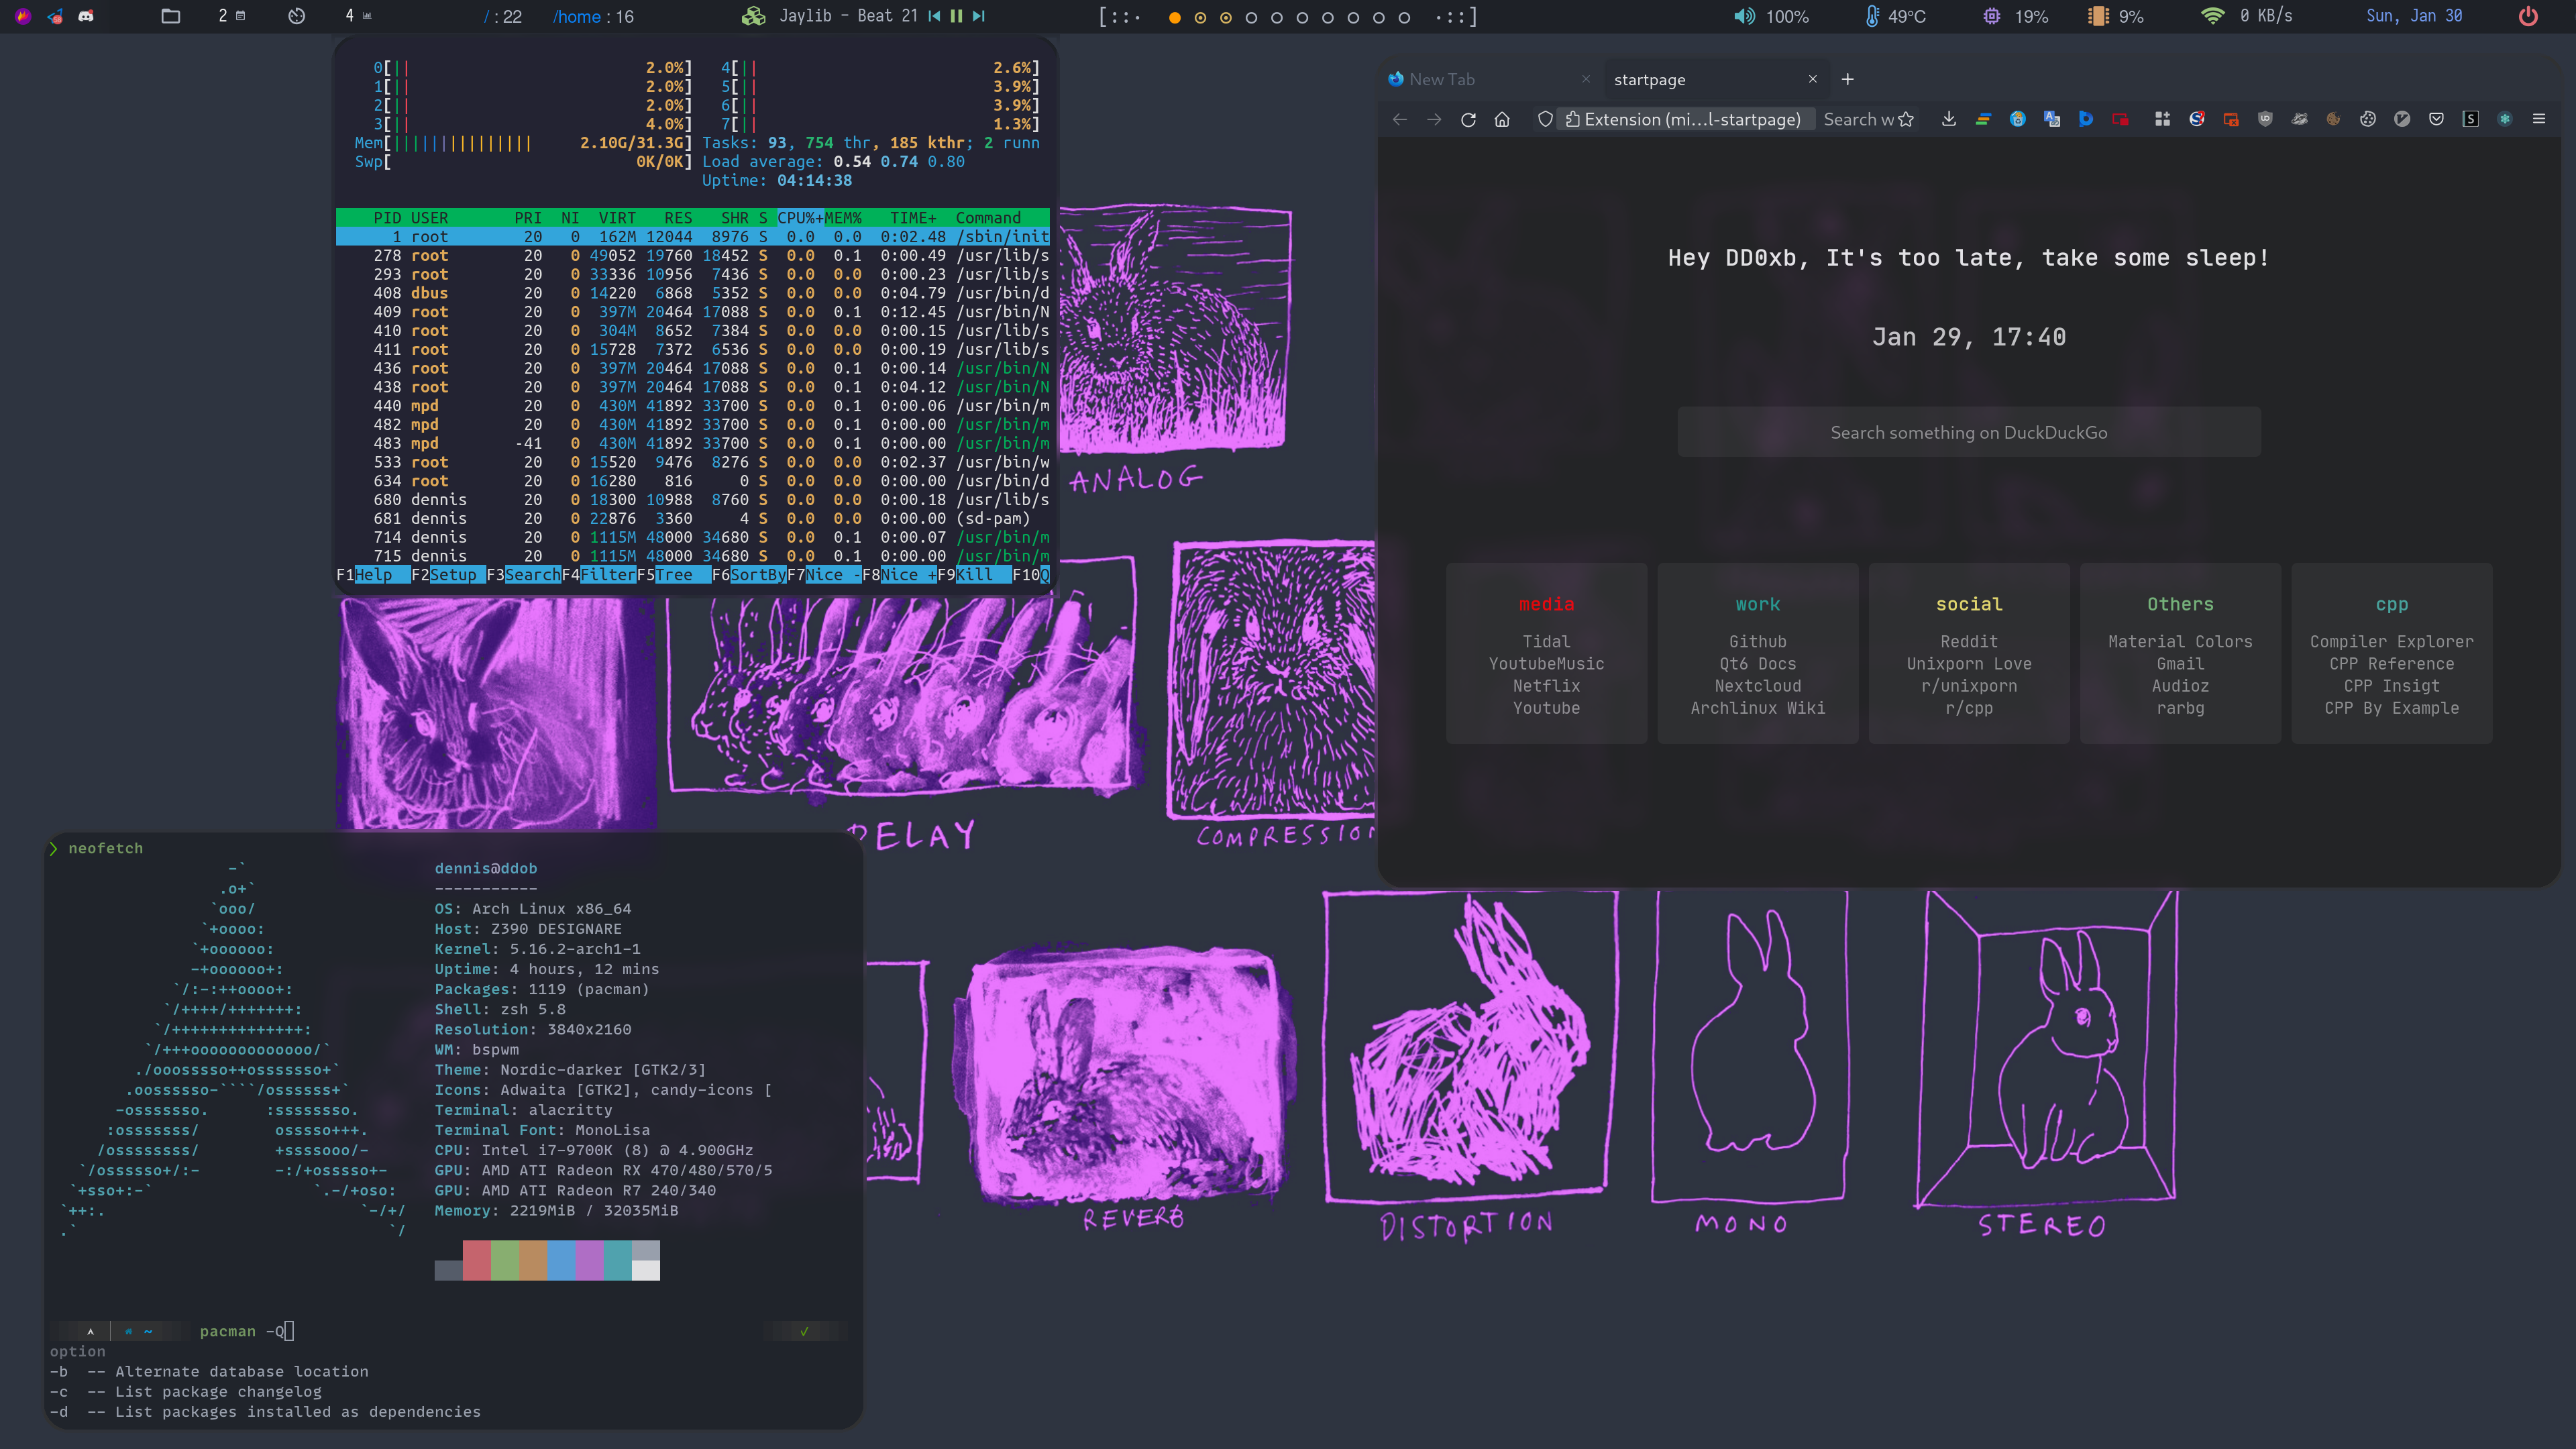 2 4 / : 22 /home : 16 Jaylib - Beat 21 [::· ·::] 100% 49°C 19% 9% 0 KB/s Sun, Jan 30
0[|| 2.0%] 4[|| 2.6%]
1[|| 2.0%] 5[|| 3.9%]
2[|| 2.0%] 6[|| 3.9%]
3[|| 4.0%] 7[|| 1.3%]
Mem[||||||||||||||| 2.10G/31.3G] Tasks: 93, 754 thr, 185 kthr; 2 runn
Swp[ 0K/0K] Load average: 0.54 0.74 0.80
Uptime: 04:14:38
PID USER PRI NI VIRT RES SHR S CPU%+MEM% TIME+ Command
1 root 20 0 162M 12044 8976 S 0.0 0.0 0:02.48 /sbin/init
278 root 20 0 49052 19760 18452 S 0.0 0.1 0:00.49 /usr/lib/s
293 root 20 0 33336 10956 7436 S 0.0 0.0 0:00.23 /usr/lib/s
408 dbus 20 0 14220 6868 5352 S 0.0 0.0 0:04.79 /usr/bin/d
409 root 20 0 397M 20464 17088 S 0.0 0.1 0:12.45 /usr/bin/N
410 root 20 0 304M 8652 7384 S 0.0 0.0 0:00.15 /usr/lib/s
411 root 20 0 15728 7372 6536 S 0.0 0.0 0:00.19 /usr/lib/s
436 root 20 0 397M 20464 17088 S 0.0 0.1 0:00.14 /usr/bin/N
438 root 20 0 397M 20464 17088 S 0.0 0.1 0:04.12 /usr/bin/N
440 mpd 20 0 430M 41892 33700 S 0.0 0.1 0:00.06 /usr/bin/m
482 mpd 20 0 430M 41892 33700 S 0.0 0.1 0:00.00 /usr/bin/m
483 mpd -41 0 430M 41892 33700 S 0.0 0.1 0:00.00 /usr/bin/m
533 root 20 0 15520 9476 8276 S 0.0 0.0 0:02.37 /usr/bin/w
634 root 20 0 16280 816 0 S 0.0 0.0 0:00.00 /usr/bin/d
680 dennis 20 0 18300 10988 8760 S 0.0 0.0 0:00.18 /usr/lib/s
681 dennis 20 0 22876 3360 4 S 0.0 0.0 0:00.00 (sd-pam)
714 dennis 20 0 1115M 48000 34680 S 0.0 0.1 0:00.07 /usr/bin/m
715 dennis 20 0 1115M 48000 34680 S 0.0 0.1 0:00.00 /usr/bin/m
F1Help F2Setup F3SearchF4FilterF5Tree F6SortByF7Nice -F8Nice +F9Kill F10Q
New Tab × startpage × +
Extension (mi...l-startpage) Search w
Hey DD0xb, It's too late, take some sleep!
Jan 29, 17:40
Search something on DuckDuckGo
media
Tidal
YoutubeMusic
Netflix
Youtube
work
Github
Qt6 Docs
Nextcloud
Archlinux Wiki
social
Reddit
Unixporn Love
r/unixporn
r/cpp
Others
Material Colors
Gmail
Audioz
rarbg
cpp
Compiler Explorer
CPP Reference
CPP Insigt
CPP By Example
ANALOG
DELAY
COMPRESSION
REVERB
DISTORTION
MONO
STEREO
❯ neofetch
-`
.o+`
`ooo/
`+oooo:
`+oooooo:
-+oooooo+:
`/:-:++oooo+:
`/++++/+++++++:
`/++++++++++++++:
`/+++ooooooooooooo/`
./ooosssso++osssssso+`
.oossssso-````/ossssss+`
-osssssso. :ssssssso.
:osssssss/ osssso+++.
/ossssssss/ +ssssooo/-
`/ossssso+/:- -:/+osssso+-
`+sso+:-` `.-/+oso:
`++:. `-/+/
.` `/
dennis@ddob
-----------
OS: Arch Linux x86_64
Host: Z390 DESIGNARE
Kernel: 5.16.2-arch1-1
Uptime: 4 hours, 12 mins
Packages: 1119 (pacman)
Shell: zsh 5.8
Resolution: 3840x2160
WM: bspwm
Theme: Nordic-darker [GTK2/3]
Icons: Adwaita [GTK2], candy-icons [
Terminal: alacritty
Terminal Font: MonoLisa
CPU: Intel i7-9700K (8) @ 4.900GHz
GPU: AMD ATI Radeon RX 470/480/570/5
GPU: AMD ATI Radeon R7 240/340
Memory: 2219MiB / 32035MiB
~ pacman -Q ✓
option
-b -- Alternate database location
-c -- List package changelog
-d -- List packages installed as dependencies